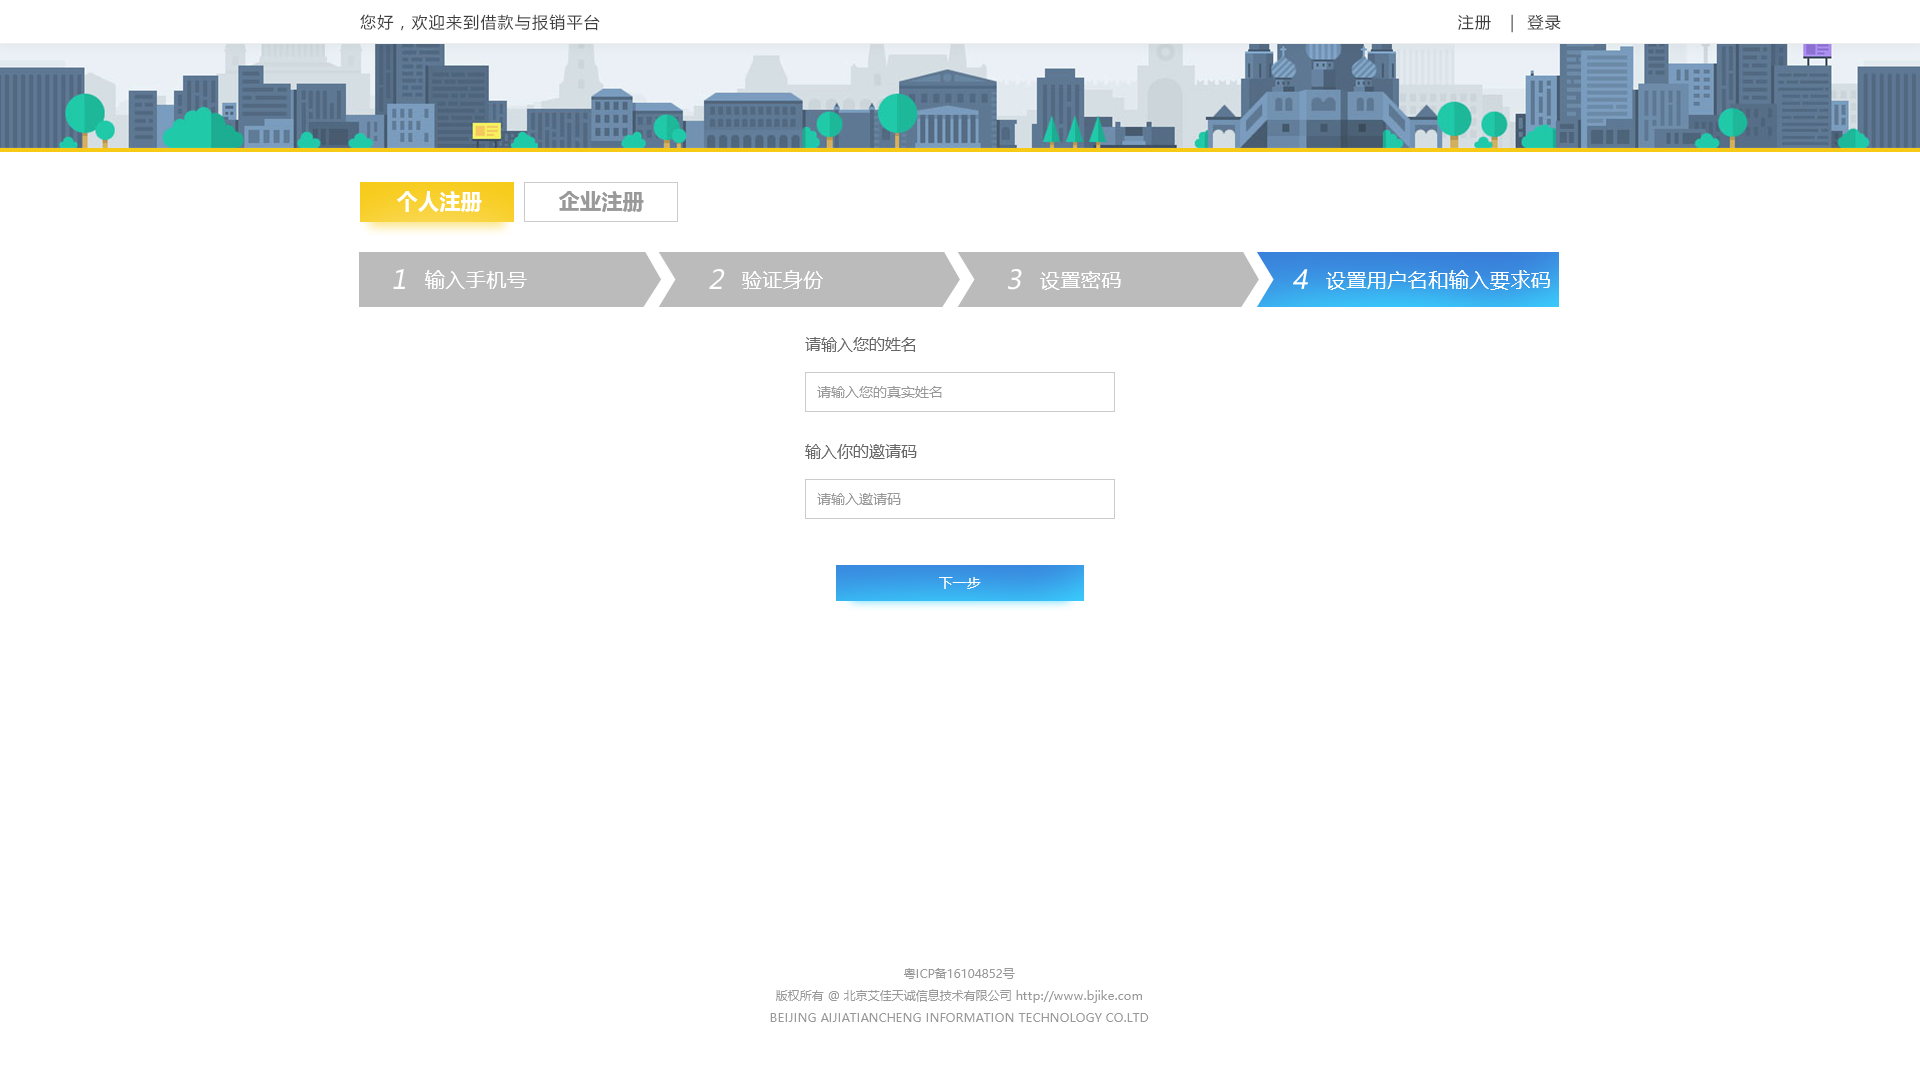 您好，欢迎来到借款与报销平台
注册 | 登录
个人注册 企业注册
1 输入手机号 2 验证身份 3 设置密码 4 设置用户名和输入要求码
请输入您的姓名
请输入您的真实姓名
输入你的邀请码
请输入邀请码
下一步
粤ICP备16104852号
版权所有 @ 北京艾佳天诚信息技术有限公司 http://www.bjike.com
BEIJING AIJIATIANCHENG INFORMATION TECHNOLOGY CO.LTD